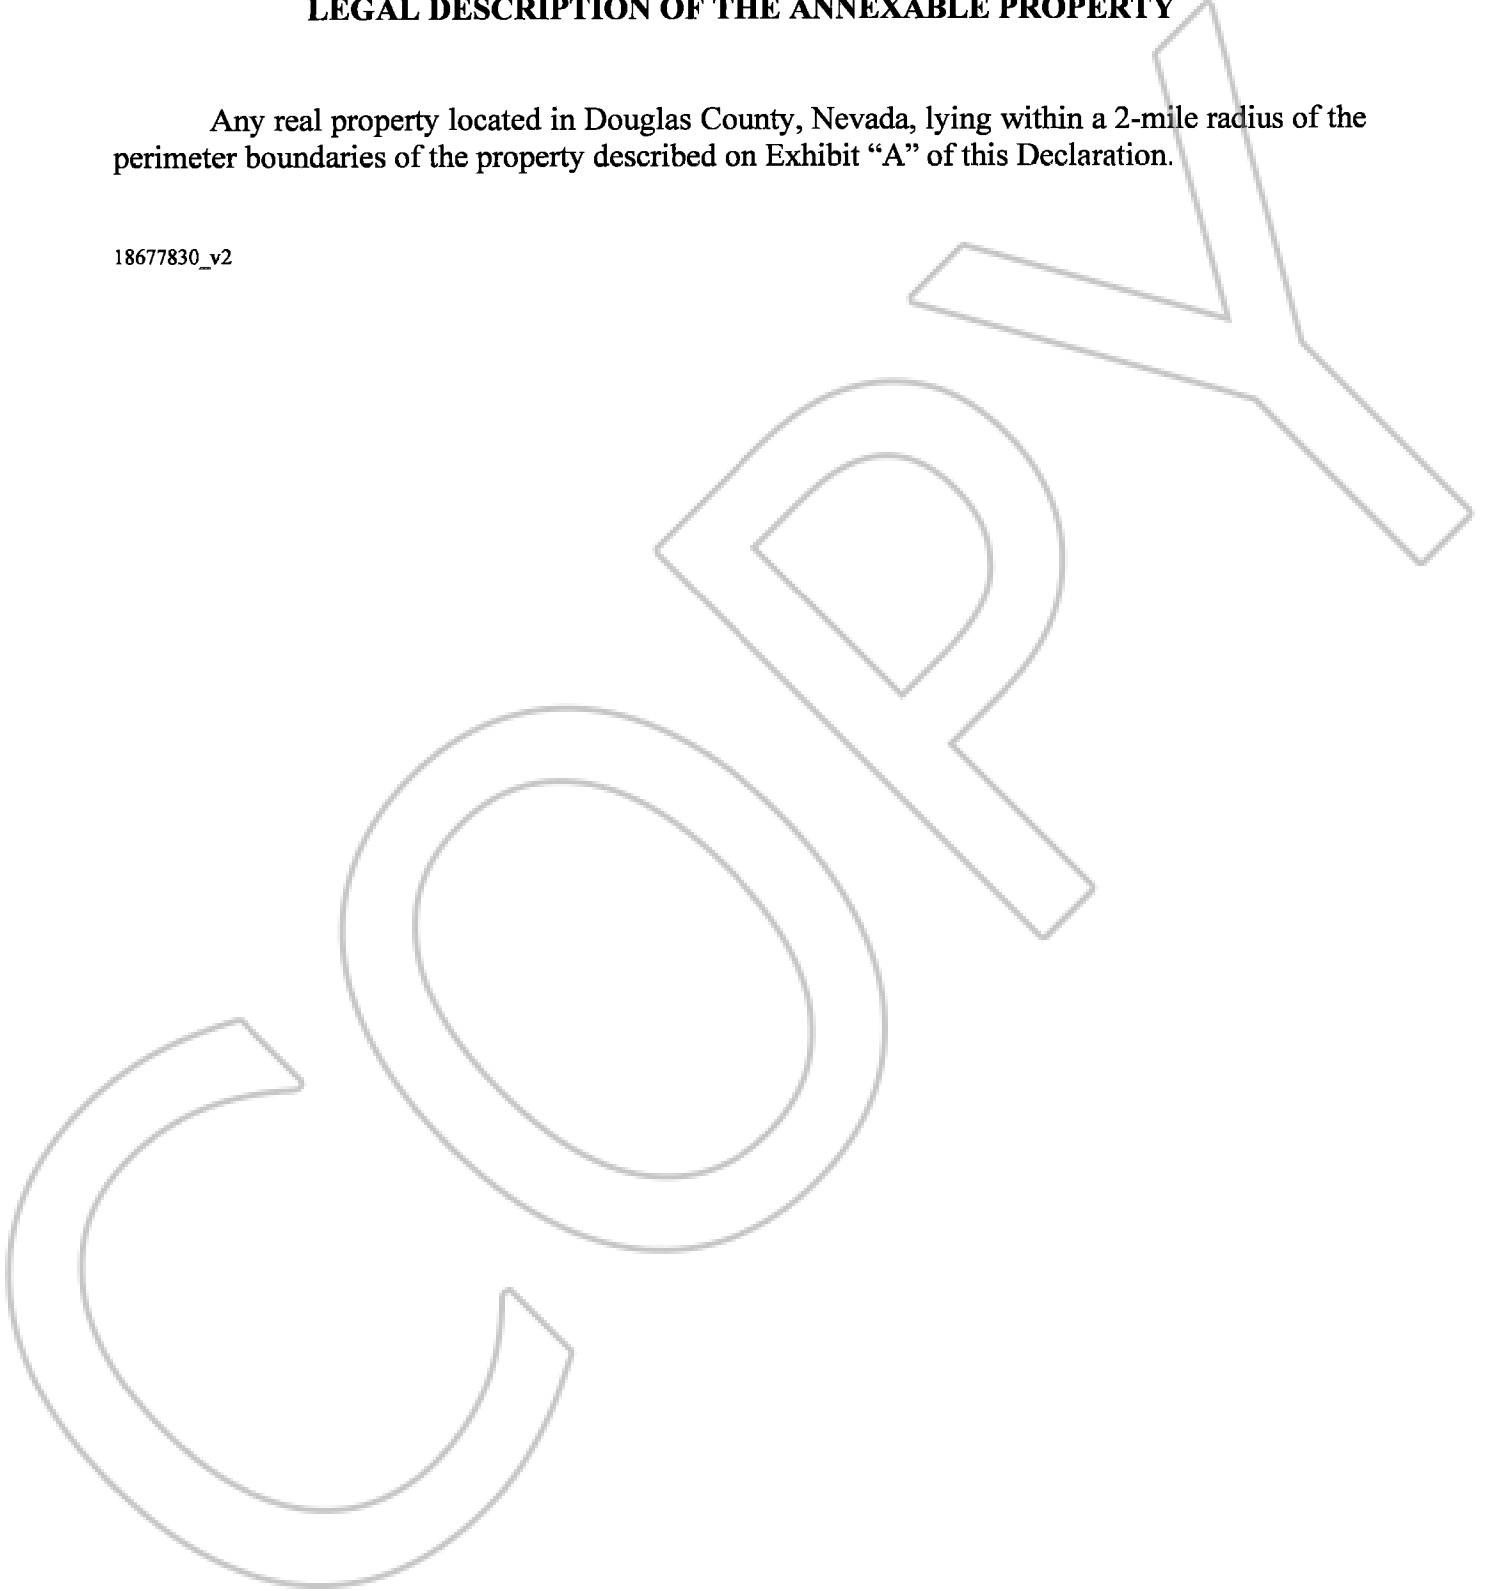 LEGAL DESCRIPTION OF THE ANNEXABLE PROPERTY
Any real property located in Douglas County, Nevada, lying within a 2-mile radius of the
perimeter boundaries of the property described on Exhibit “A” of this Declaration.
18677830_v2
COPY